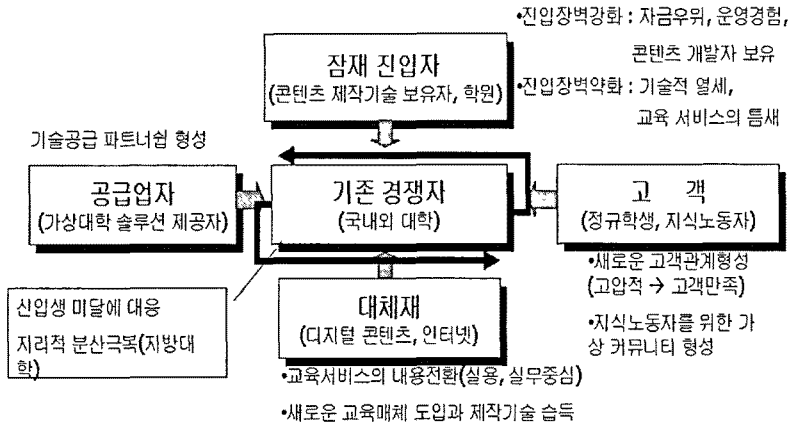 •진입장벽강화 : 자금우위, 운영경험,
콘텐츠 개발자 보유
•진입장벽약화 : 기술적 열세,
교육 서비스의 틈새
잠재 진입자
(콘텐츠 제작기술 보유자, 학원)
기술공급 파트너쉽 형성
공급업자
(가상대학 솔루션 제공자)
기존 경쟁자
(국내외 대학)
고 객
(정규학생, 지식노동자)
•새로운 고객관계형성
(고압적 → 고객만족)
•지식노동자를 위한 가
상 커뮤니티 형성
신입생 미달에 대응
지리적 분산극복(지방대
학)
대체재
(디지털 콘텐츠, 인터넷)
•교육서비스의 내용전환(실용, 실무중심)
•새로운 교육매체 도입과 제작기술 습득